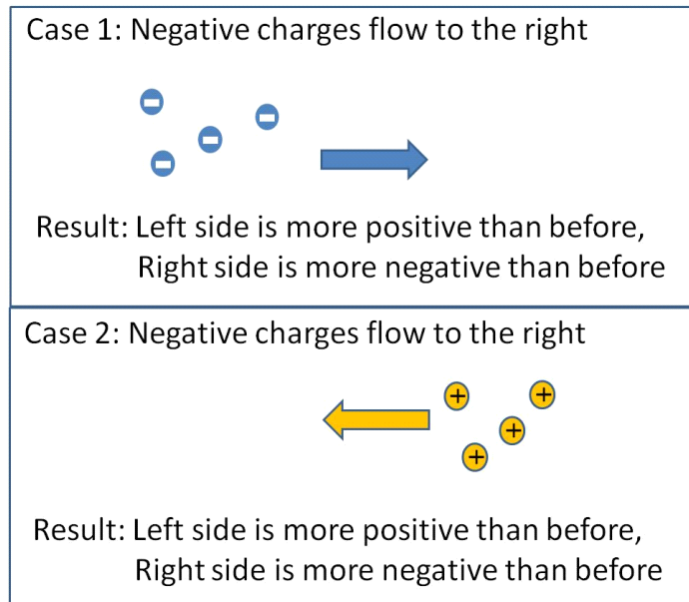 Case 1: Negative charges flow to the right
Result: Left side is more positive than before,
Right side is more negative than before
Case 2: Negative charges flow to the right
+ +
+
+
Result: Left side is more positive than before,
Right side is more negative than before